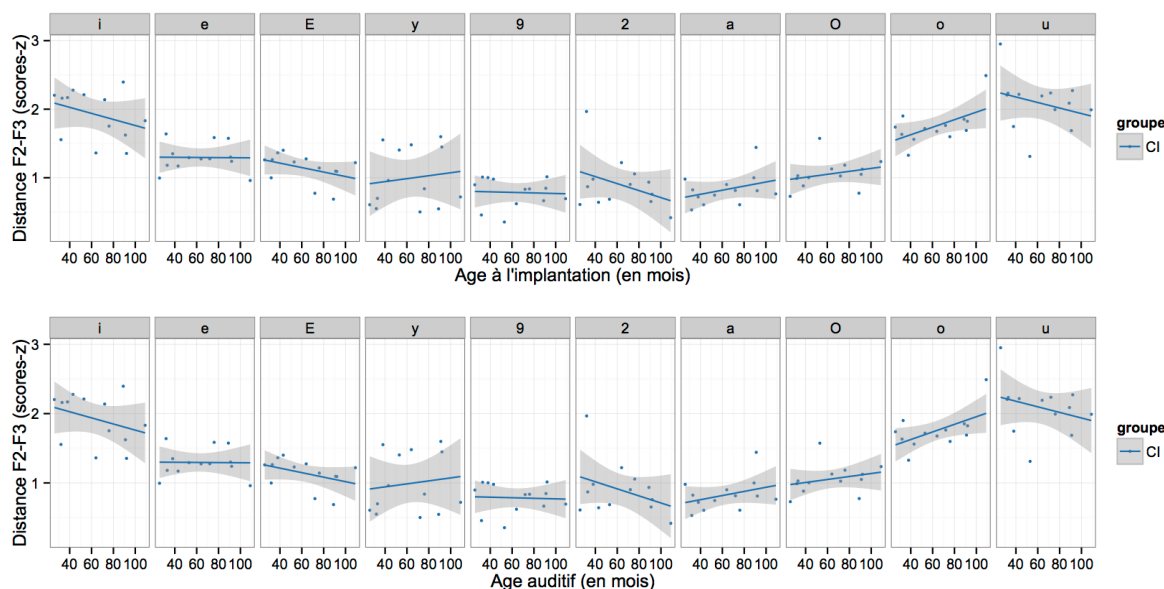 i e E y 9 2 a O o u
3
2
1
Distance F2-F3 (scores-z)
40 60 80 100 40 60 80 100 40 60 80 100 40 60 80 100 40 60 80 100 40 60 80 100 40 60 80 100 40 60 80 100 40 60 80 100 40 60 80 100
Age à l'implantation (en mois)
groupe
CI
i e E y 9 2 a O o u
3
2
1
Distance F2-F3 (scores-z)
40 60 80 100 40 60 80 100 40 60 80 100 40 60 80 100 40 60 80 100 40 60 80 100 40 60 80 100 40 60 80 100 40 60 80 100 40 60 80 100
Age auditif (en mois)
groupe
CI